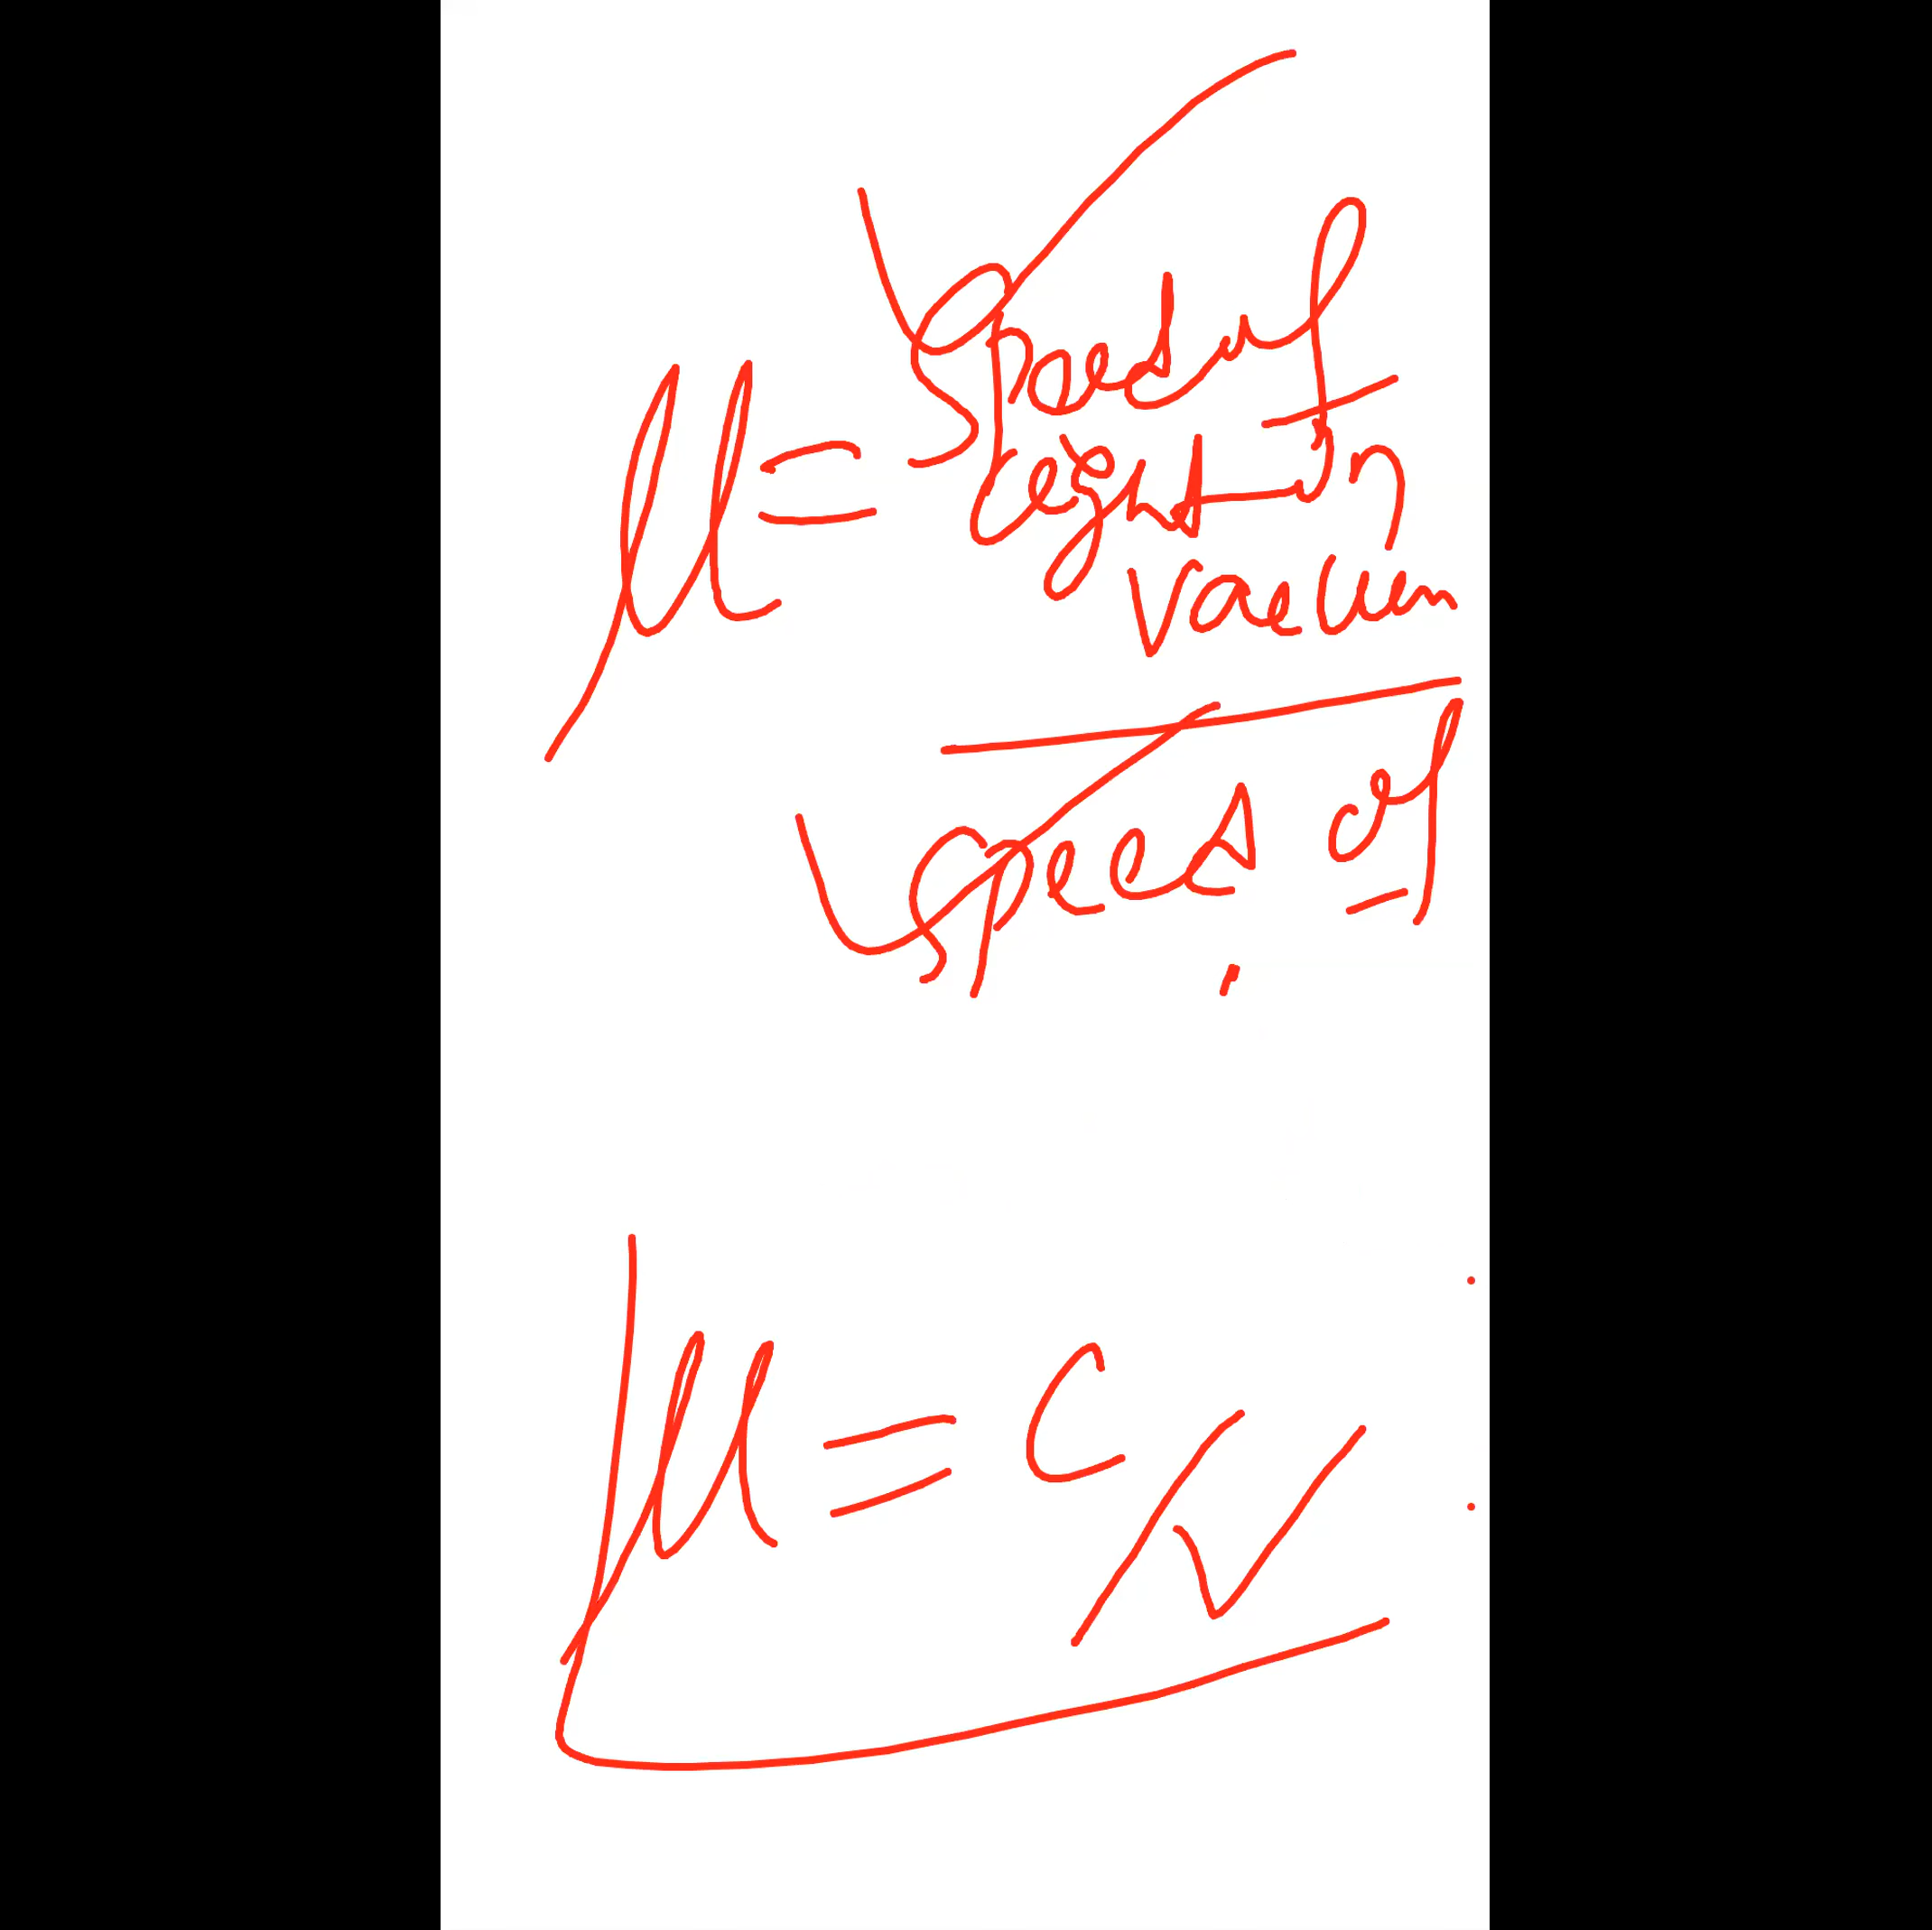 μ = Speed of
light in
vacuum
speed of
μ = c/v